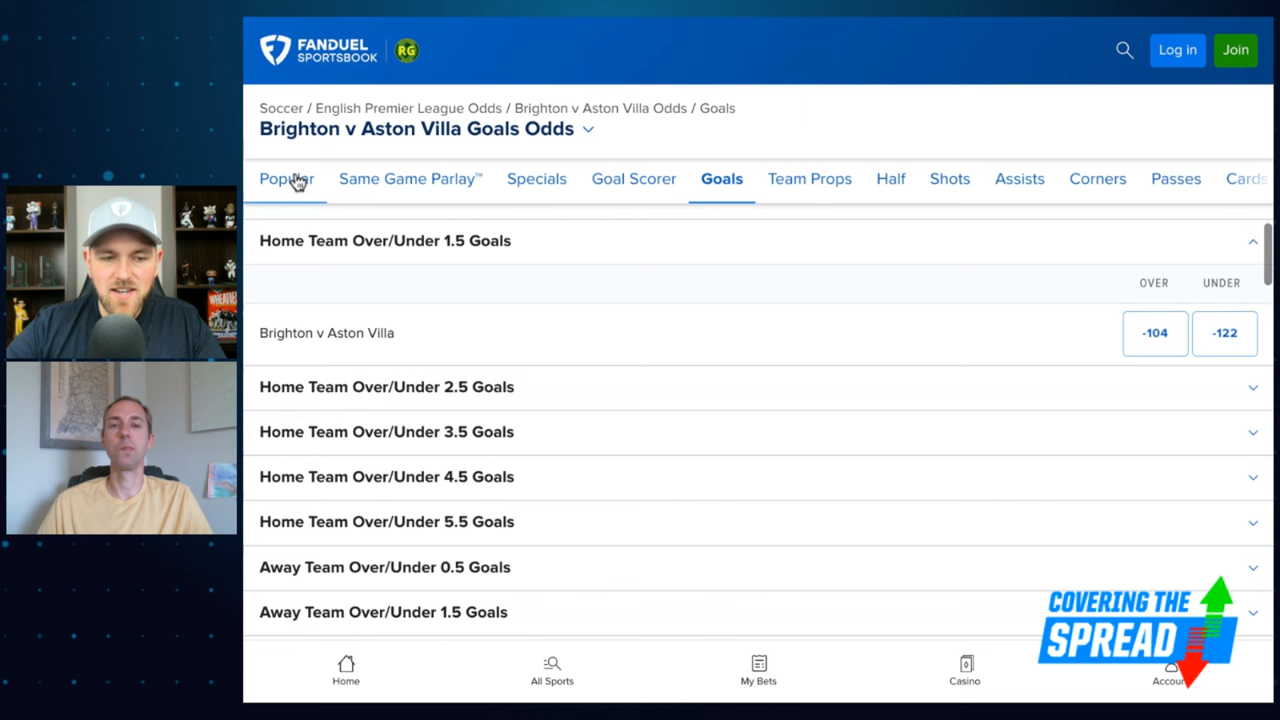 FANDUEL
SPORTSBOOK
RG
Log in
Join
Soccer / English Premier League Odds / Brighton v Aston Villa Odds / Goals
Brighton v Aston Villa Goals Odds
Popular Same Game Parlay™ Specials Goal Scorer Goals Team Props Half Shots Assists Corners Passes Cards
Home Team Over/Under 1.5 Goals
OVER UNDER
Brighton v Aston Villa -104 -122
Home Team Over/Under 2.5 Goals
Home Team Over/Under 3.5 Goals
Home Team Over/Under 4.5 Goals
Home Team Over/Under 5.5 Goals
Away Team Over/Under 0.5 Goals
Away Team Over/Under 1.5 Goals
COVERING THE
SPREAD
Home All Sports My Bets Casino Accoun
WHEATIES